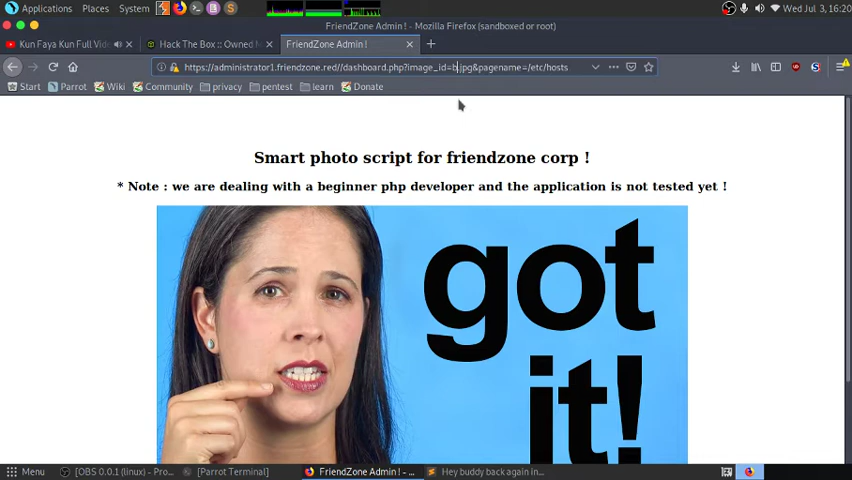 Applications Places System Wed Jul 3, 16:20
FriendZone Admin ! - Mozilla Firefox (sandboxed or root)
Kun Faya Kun Full Vide Hack The Box :: Owned FriendZone Admin !
https://administrator1.friendzone.red//dashboard.php?image_id=b.jpg&pagename=/etc/hosts
Start Parrot Wiki Community privacy pentest learn Donate
Smart photo script for friendzone corp !
* Note : we are dealing with a beginner php developer and the application is not tested yet !
got
it!
Menu [OBS 0.0.1 (linux) - Pro... [Parrot Terminal] FriendZone Admin ! - ... Hey buddy back again in...